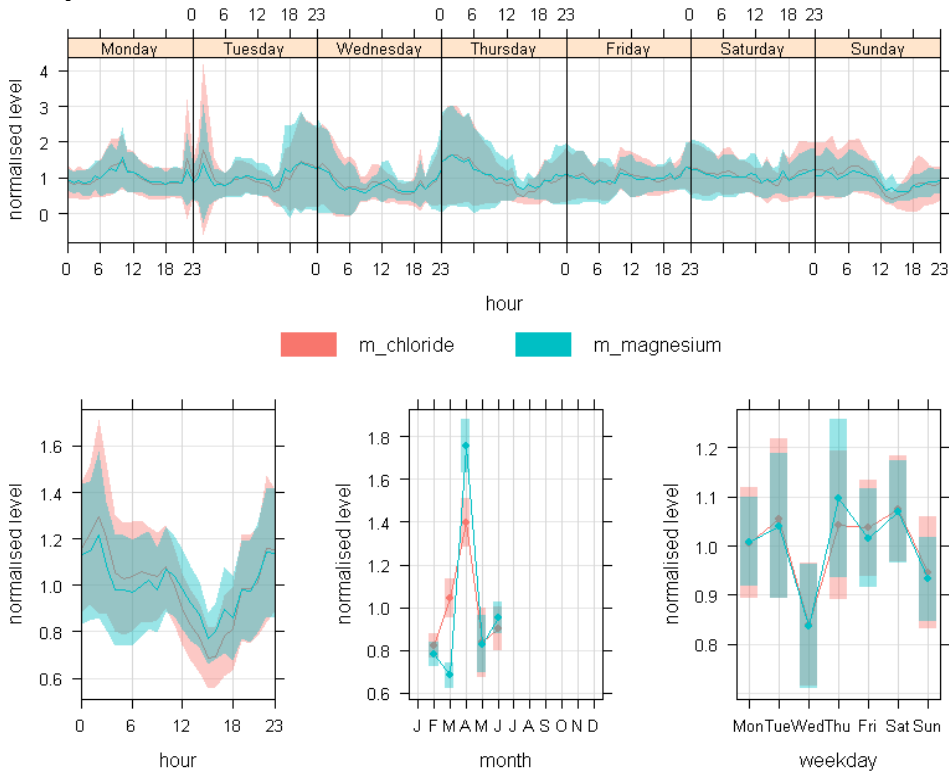 0 6 12 18 23 0 6 12 18 23 0 6 12 18 23
Monday Tuesday Wednesday Thursday Friday Saturday Sunday
4
3
2
1
0
normalised level
0 6 12 18 23 0 6 12 18 23 0 6 12 18 23 0 6 12 18 23
hour
m_chloride m_magnesium
1.6
1.4
1.2
1.0
0.8
0.6
normalised level
0 6 12 18 23
hour
1.8
1.6
1.4
1.2
1.0
0.8
0.6
normalised level
J F M A M J J A S O N D
month
1.2
1.1
1.0
0.9
0.8
normalised level
Mon Tue Wed Thu Fri Sat Sun
weekday